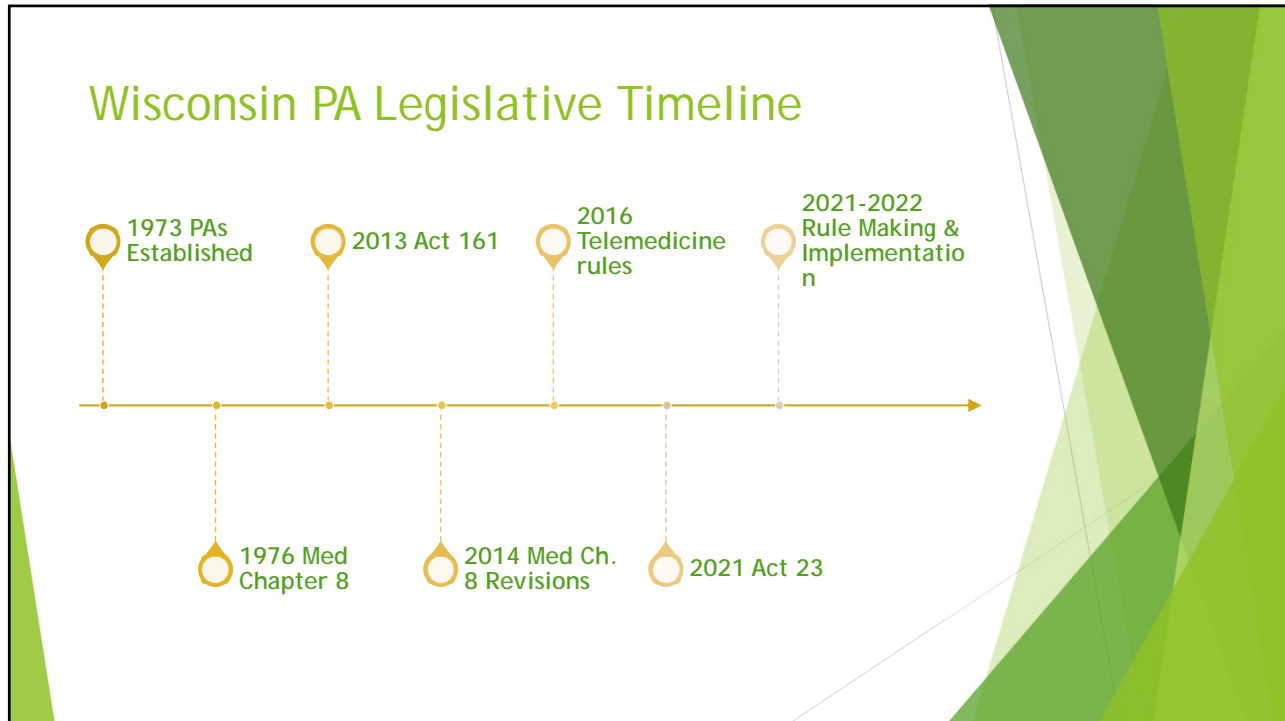 Wisconsin PA Legislative Timeline
1973 PAs
Established
2013 Act 161
2016
Telemedicine
rules
2021-2022
Rule Making &
Implementatio
n
1976 Med
Chapter 8
2014 Med Ch.
8 Revisions
2021 Act 23